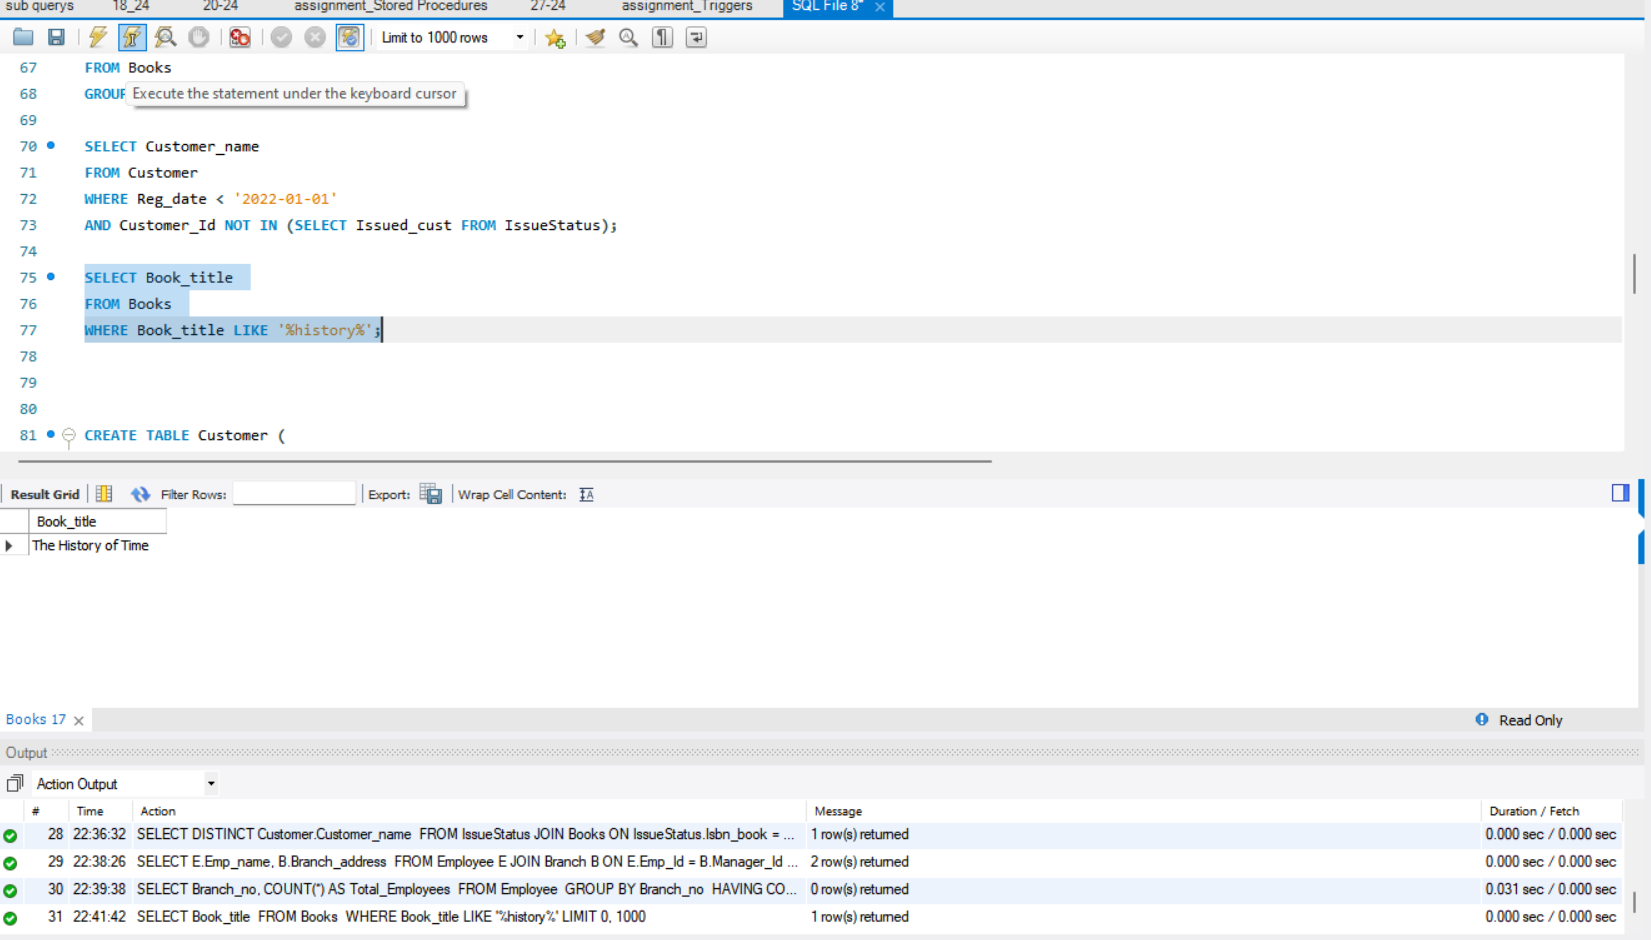 sub querys 18_24 20-24 assignment_Stored Procedures 27-24 assignment_Triggers SQL File 8* ×
Limit to 1000 rows
67 FROM Books
68 GROUP
Execute the statement under the keyboard cursor
69
70 SELECT Customer_name
71 FROM Customer
72 WHERE Reg_date < '2022-01-01'
73 AND Customer_Id NOT IN (SELECT Issued_cust FROM IssueStatus);
74
75 SELECT Book_title
76 FROM Books
77 WHERE Book_title LIKE '%history%';
78
79
80
81 CREATE TABLE Customer (
Result Grid Filter Rows: Export: Wrap Cell Content: IA
Book_title
The History of Time
Books 17 × Read Only
Output
Action Output
# Time Action Message Duration / Fetch
28 22:36:32 SELECT DISTINCT Customer.Customer_name FROM IssueStatus JOIN Books ON IssueStatus.Isbn_book = ... 1 row(s) returned 0.000 sec / 0.000 sec
29 22:38:26 SELECT E.Emp_name, B.Branch_address FROM Employee E JOIN Branch B ON E.Emp_Id = B.Manager_Id ... 2 row(s) returned 0.000 sec / 0.000 sec
30 22:39:38 SELECT Branch_no, COUNT(*) AS Total_Employees FROM Employee GROUP BY Branch_no HAVING CO... 0 row(s) returned 0.031 sec / 0.000 sec
31 22:41:42 SELECT Book_title FROM Books WHERE Book_title LIKE '%history%' LIMIT 0, 1000 1 row(s) returned 0.000 sec / 0.000 sec